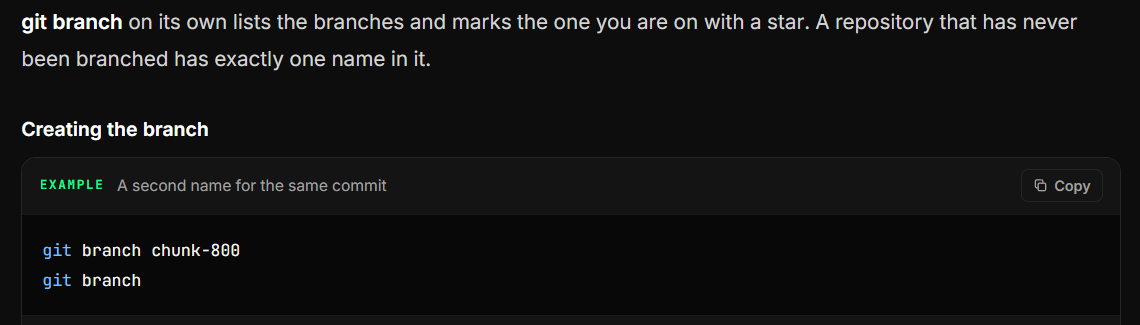 git branch on its own lists the branches and marks the one you are on with a star. A repository that has never
been branched has exactly one name in it.
Creating the branch
EXAMPLE A second name for the same commit
Copy
git branch chunk-800
git branch